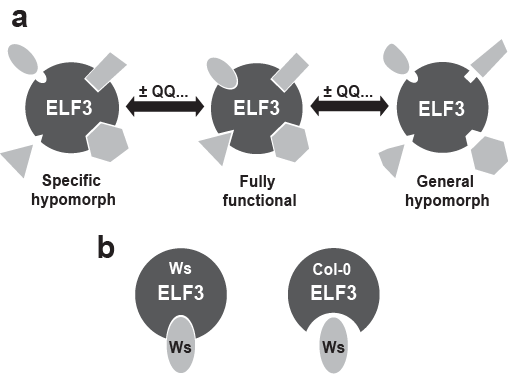 a
ELF3
± QQ...
ELF3
± QQ...
ELF3
Specific
hypomorph
Fully
functional
General
hypomorph
b
Ws
ELF3
Ws
Col-0
ELF3
Ws